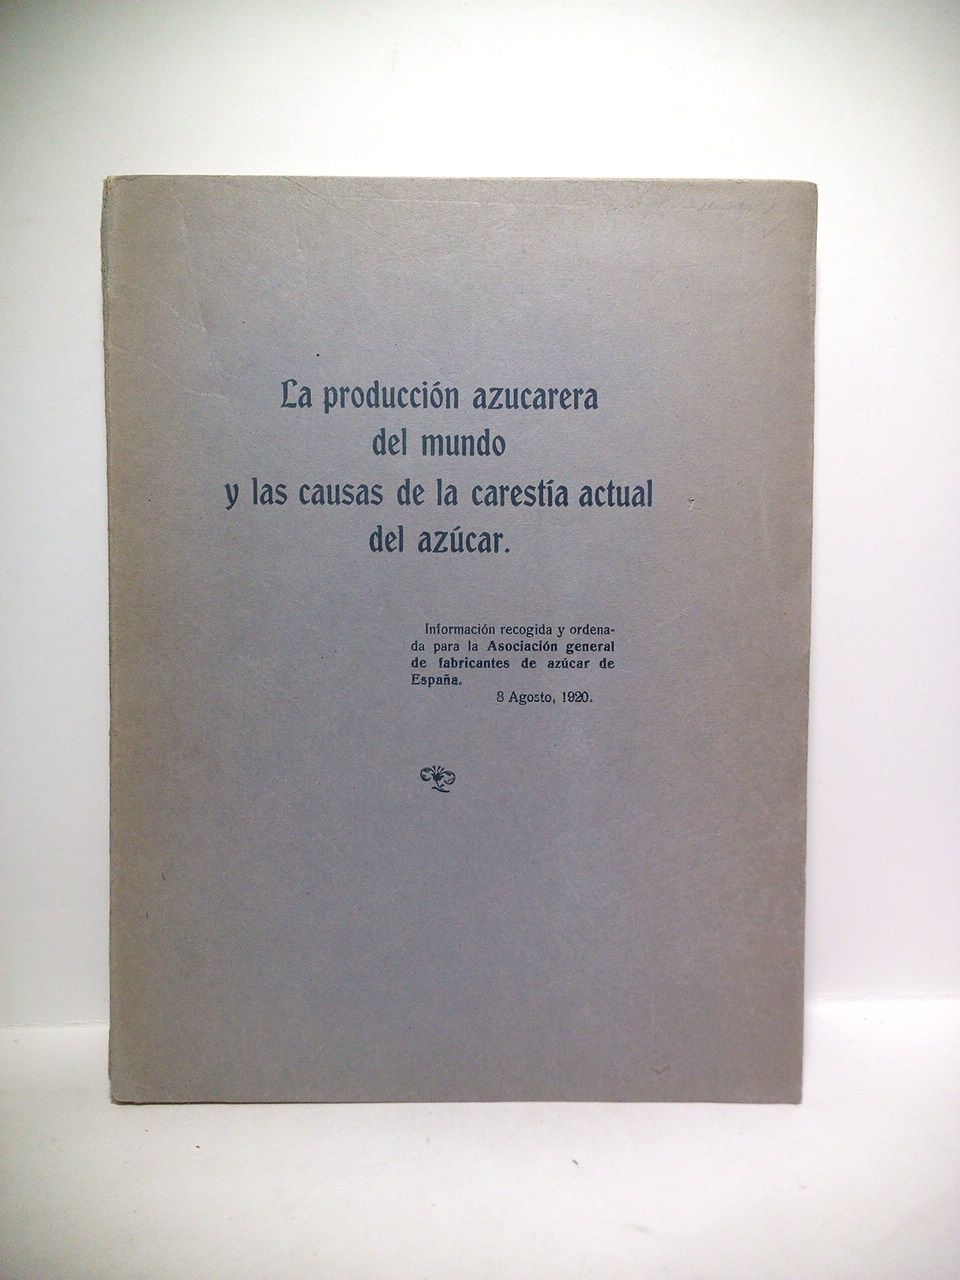 La producción azucarera
del mundo
y las causas de la carestía actual
del azúcar.
Información recogida y ordena-
da para la Asociación general
de fabricantes de azúcar de
España.
8 Agosto, 1920.